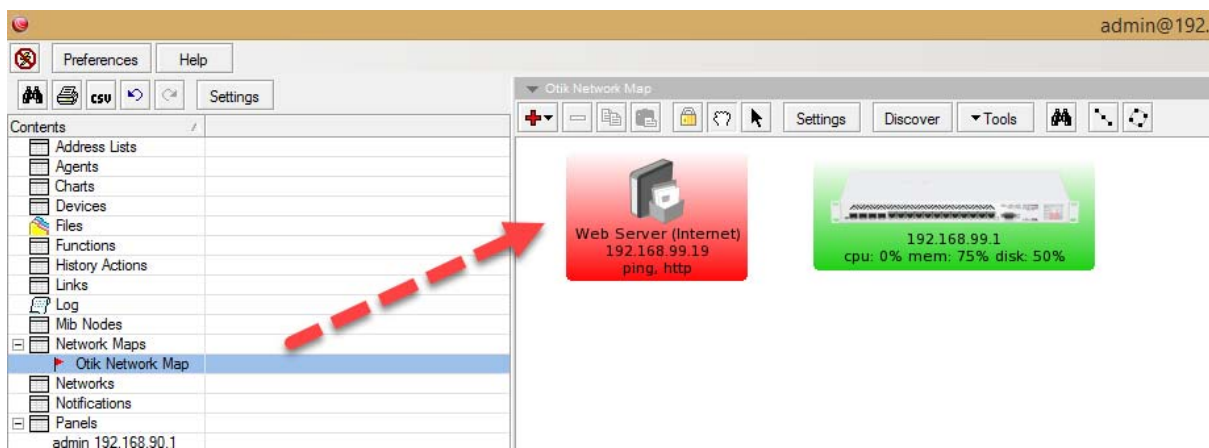 admin@192.
Preferences Help
csv Settings
Otik Network Map
Settings Discover Tools
Contents
Address Lists
Agents
Charts
Devices
Files
Functions
History Actions
Links
Log
Mib Nodes
Network Maps
Otik Network Map
Networks
Notifications
Panels
admin 192.168.90.1
Web Server (Internet)
192.168.99.19
ping, http
192.168.99.1
cpu: 0% mem: 75% disk: 50%